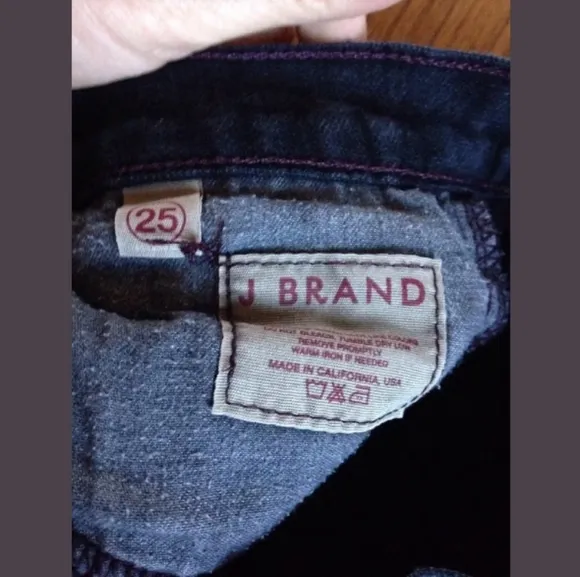 25
J BRAND
DO NOT BLEACH, TUMBLE DRY LOW
REMOVE PROMPTLY
WARM IRON IF NEEDED
MADE IN CALIFORNIA, USA